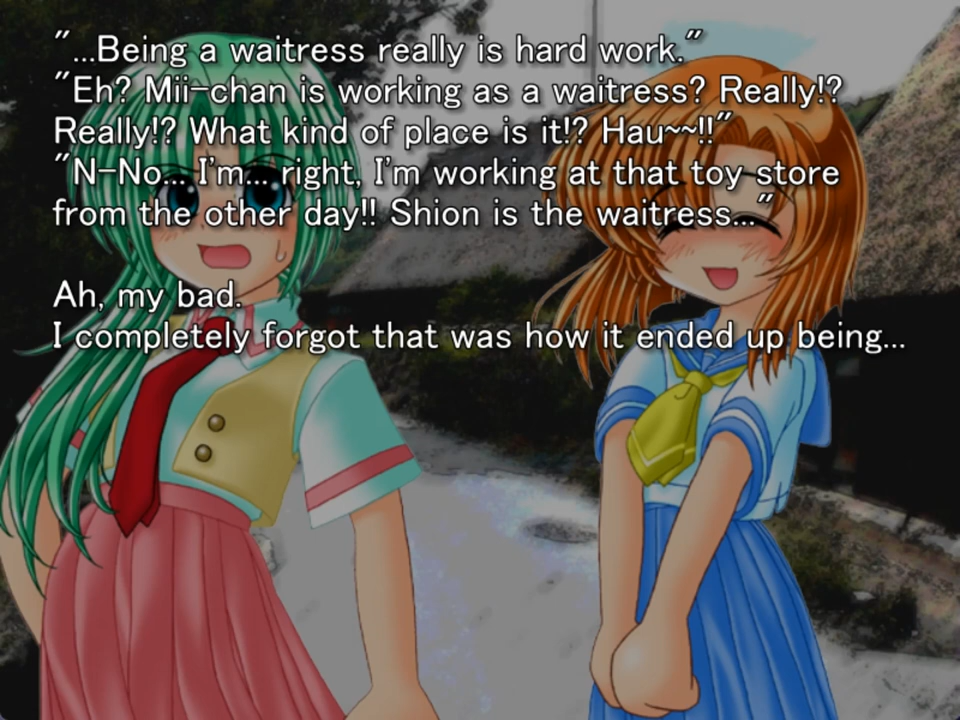 "...Being a waitress really is hard work."
"Eh? Mii-chan is working as a waitress? Really!?
Really!? What kind of place is it!? Hau~~!!"
"N-No... I'm... right, I'm working at that toy store
from the other day!! Shion is the waitress..."
Ah, my bad.
I completely forgot that was how it ended up being...